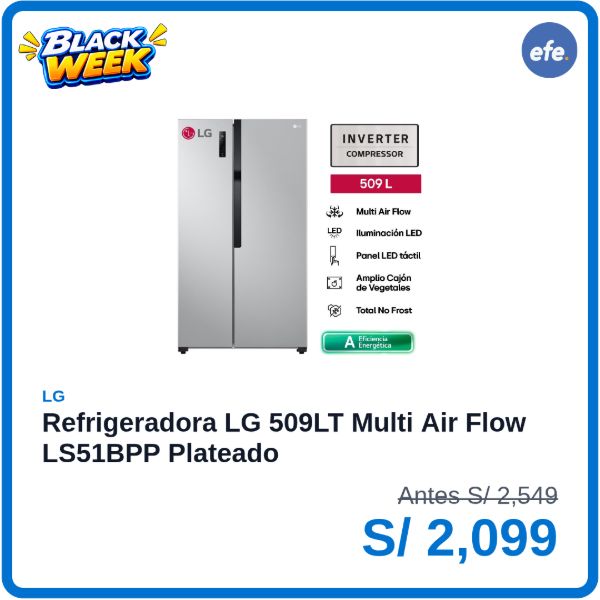 BLACK
WEEK
efe.
LG
INVERTER
COMPRESSOR
509 L
Multi Air Flow
LED
Iluminación LED
Panel LED táctil
Amplio Cajón
de Vegetales
Total No Frost
A Eficiencia
Energética
LG
Refrigeradora LG 509LT Multi Air Flow
LS51BPP Plateado
Antes S/ 2,549
S/ 2,099